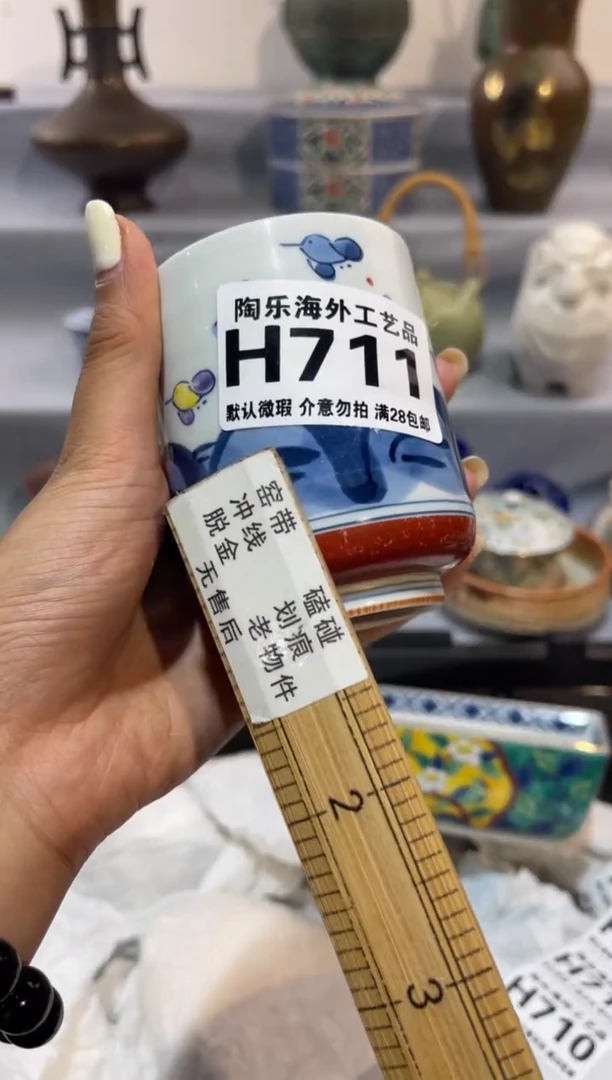 陶乐海外工艺品
H711
默认微瑕 介意勿拍 满28包邮
窑带 磕碰
冲线 划痕
脱金 老物件
无售后
2
3
H710